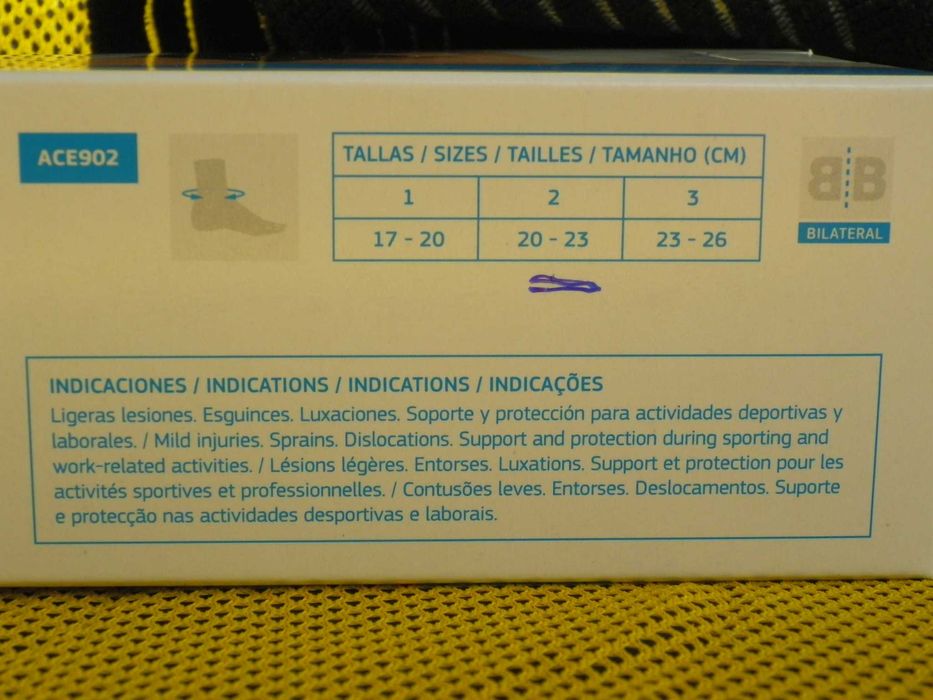 ACE902
TALLAS / SIZES / TAILLES / TAMANHO (CM)
1 2 3
17 - 20 20 - 23 23 - 26
B B
BILATERAL
INDICACIONES / INDICATIONS / INDICATIONS / INDICAÇÕES
Ligeras lesiones. Esguinces. Luxaciones. Soporte y protección para actividades deportivas y
laborales. / Mild injuries. Sprains. Dislocations. Support and protection during sporting and
work-related activities. / Lésions légères. Entorses. Luxations. Support et protection pour les
activités sportives et professionnelles. / Contusões leves. Entorses. Deslocamentos. Suporte
e protecção nas actividades desportivas e laborais.